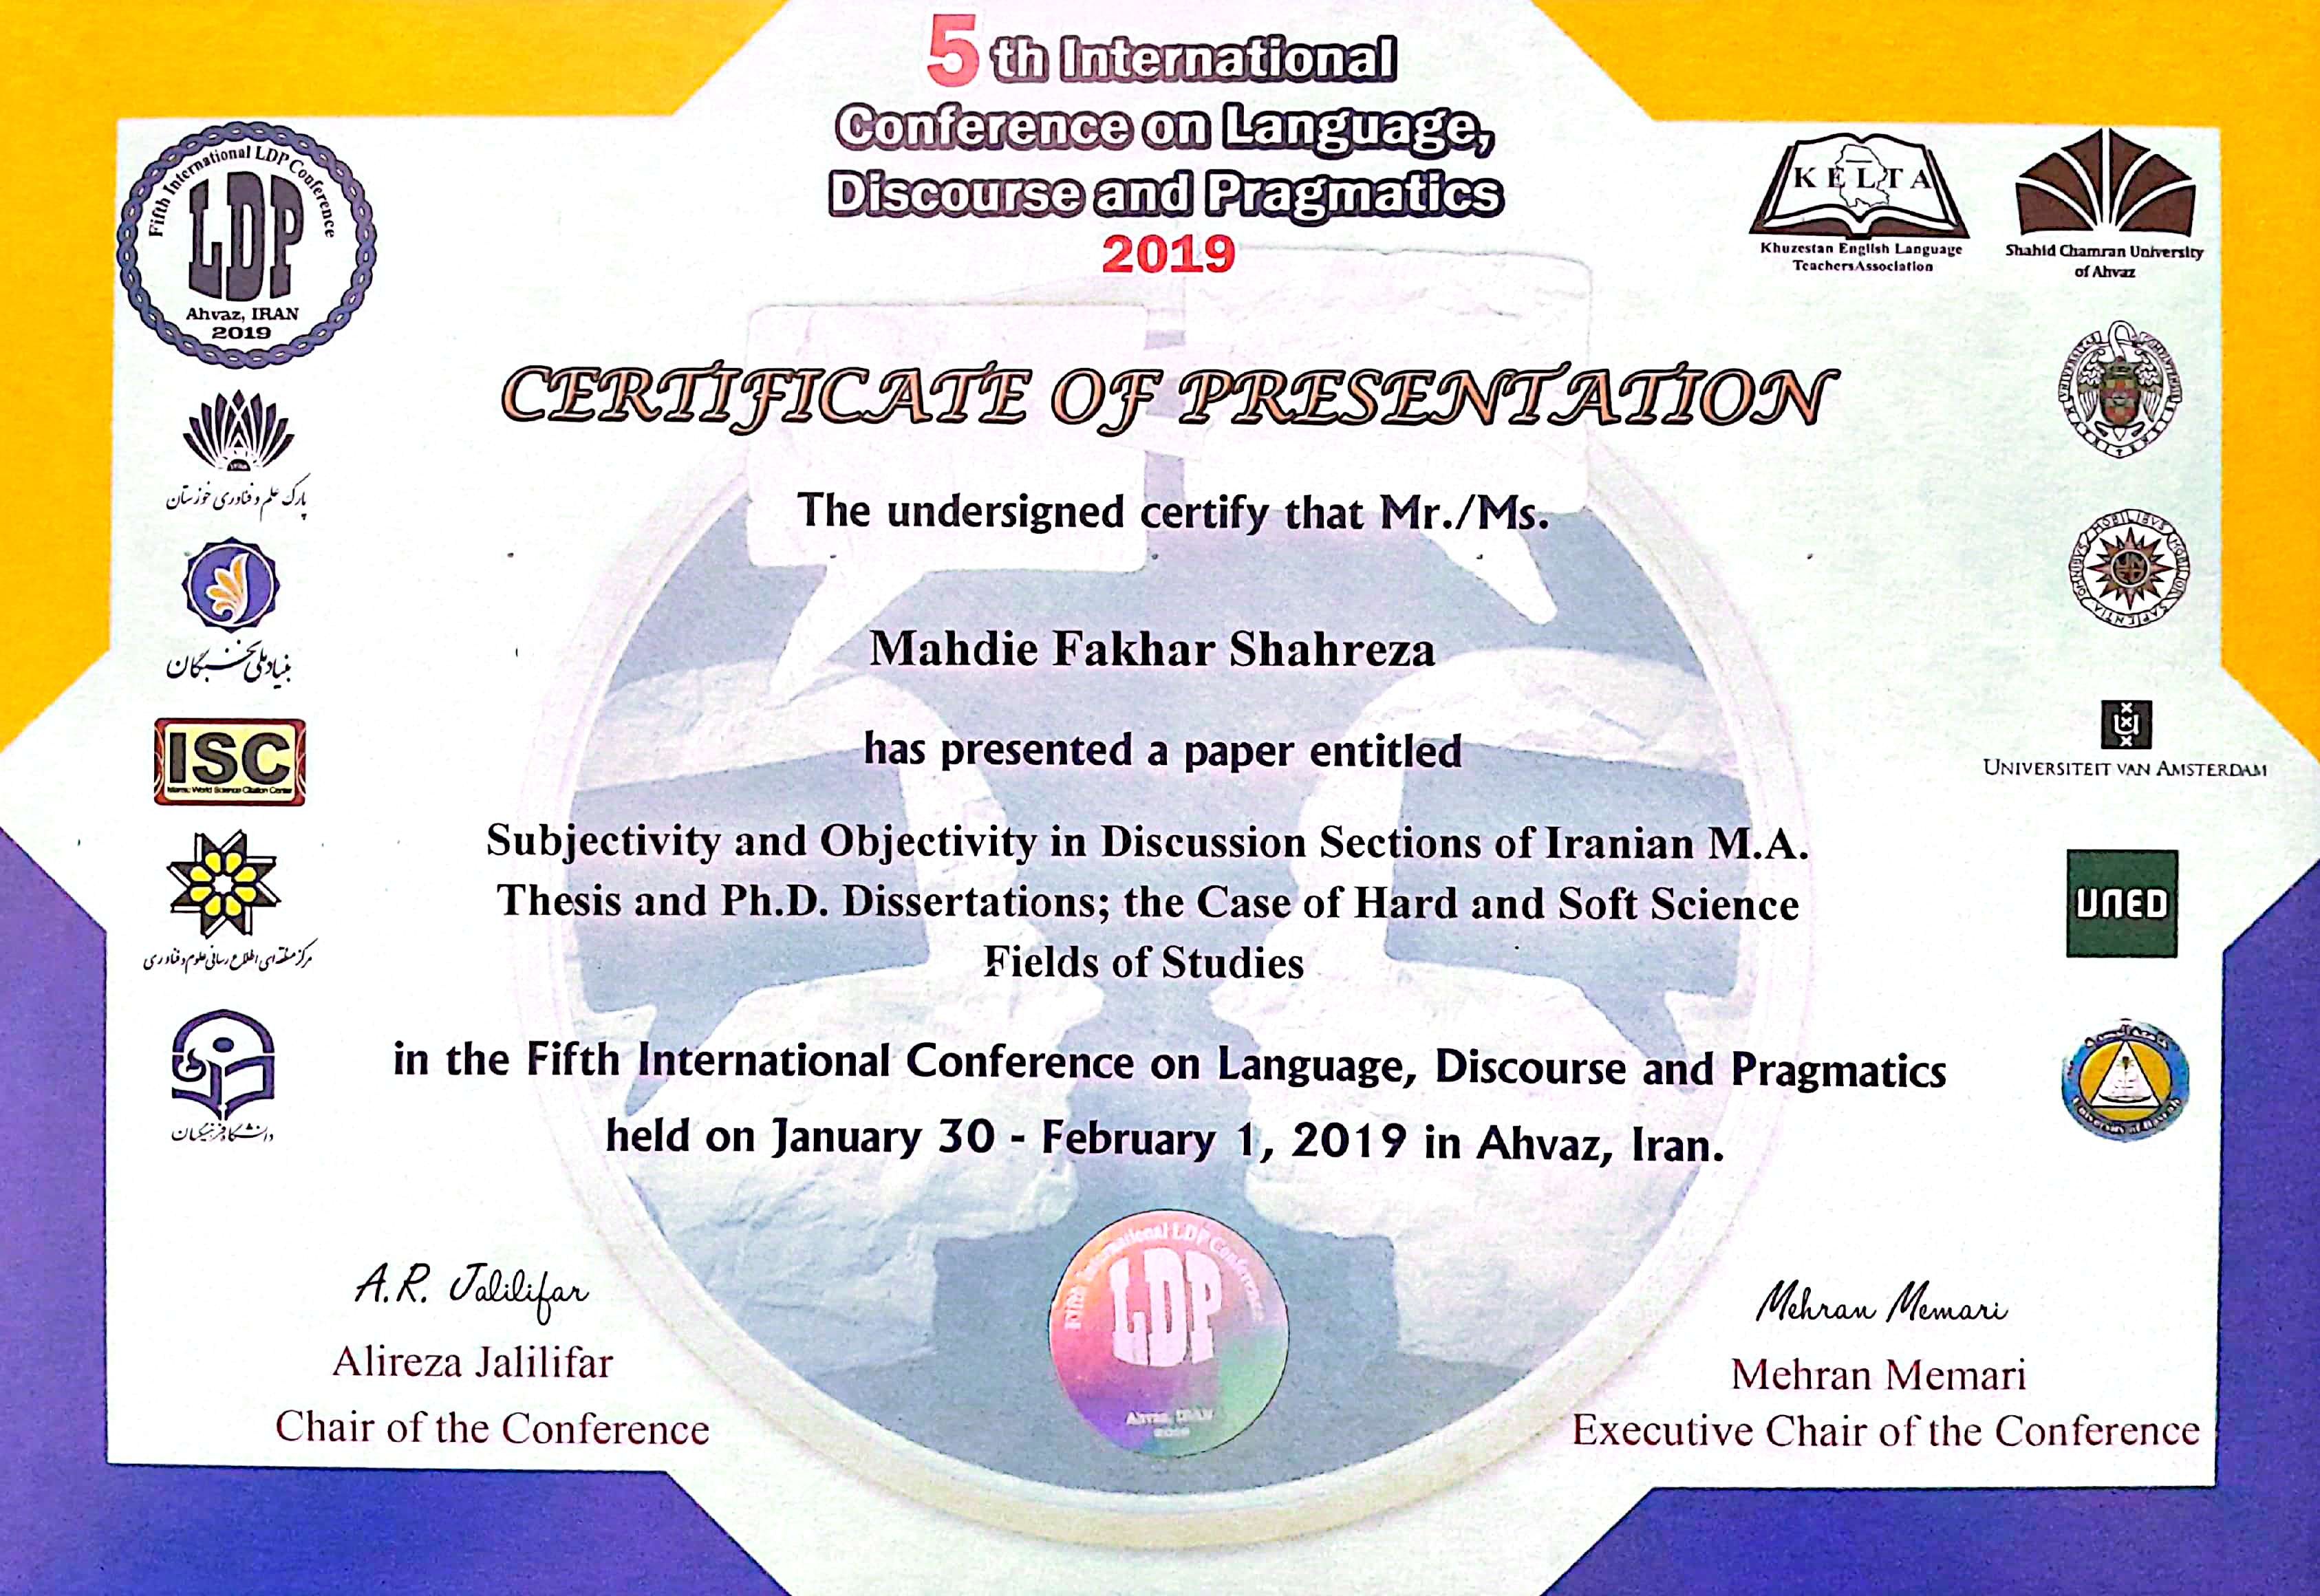 5th International
Conference on Language,
Discourse and Pragmatics
2019
Fifth International LDP Conference
LDP
Ahvaz, IRAN
2019
KELTA
Khuzestan English Language
Teachers Association
Shahid Chamran University
of Ahvaz
CERTIFICATE OF PRESENTATION
پارک علم و فناوری خوزستان
The undersigned certify that Mr./Ms.
بنیاد ملی نخبگان
Mahdie Fakhar Shahreza
has presented a paper entitled
ISC
Islamic World Science Citation Center
UNIVERSITEIT VAN AMSTERDAM
Subjectivity and Objectivity in Discussion Sections of Iranian M.A.
Thesis and Ph.D. Dissertations; the Case of Hard and Soft Science
Fields of Studies
UNED
مرکز منطقه ای اطلاع رسانی علوم و فناوری
in the Fifth International Conference on Language, Discourse and Pragmatics
held on January 30 - February 1, 2019 in Ahvaz, Iran.
دانشگاه فرهنگیان
Fifth International LDP Conference
LDP
Ahvaz, IRAN
2019
A.R. Jalilifar
Alireza Jalilifar
Chair of the Conference
Mehran Memari
Mehran Memari
Executive Chair of the Conference